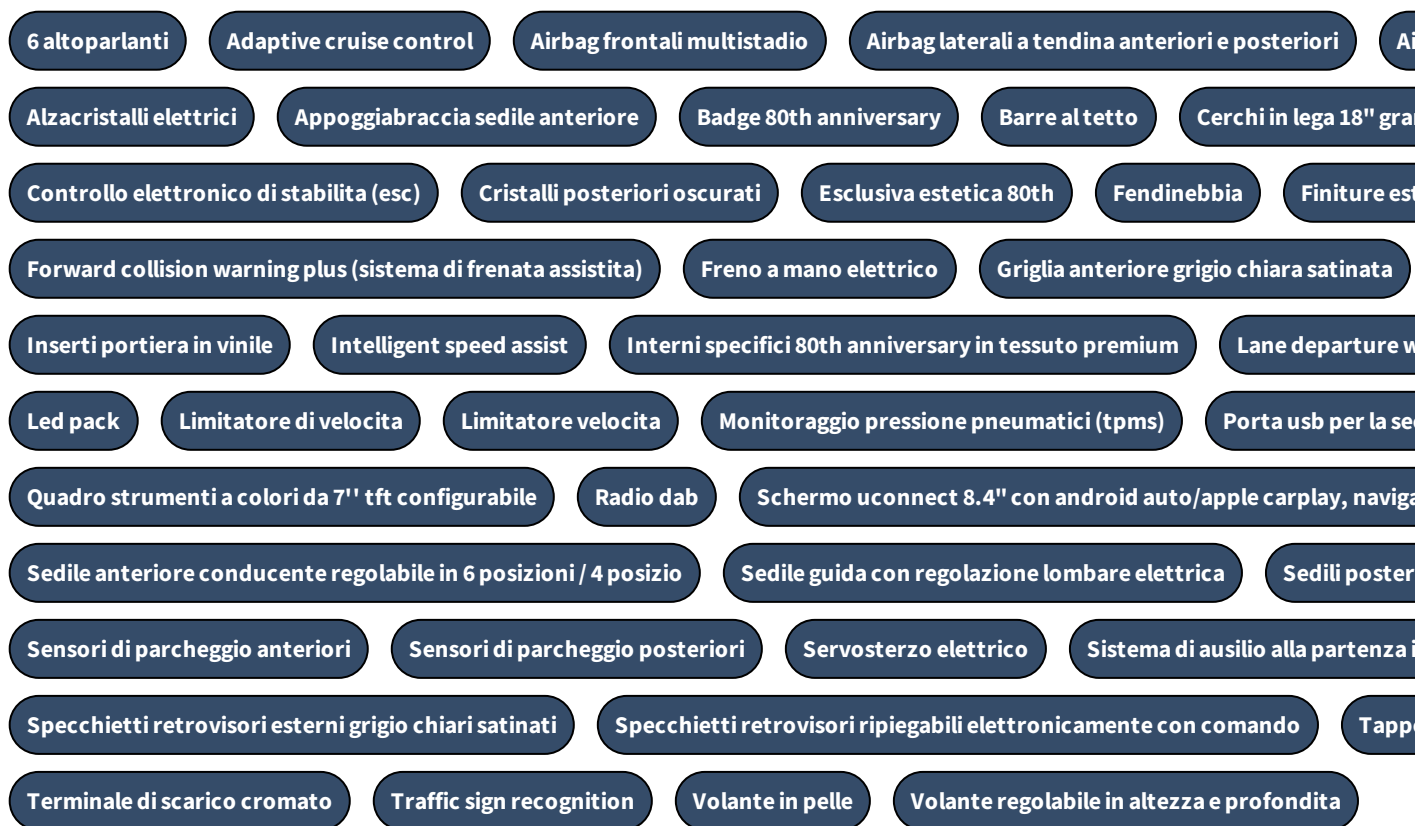 6 altoparlanti Adaptive cruise control Airbag frontali multistadio Airbag laterali a tendina anteriori e posteriori
Alzacristalli elettrici Appoggiabraccia sedile anteriore Badge 80th anniversary Barre al tetto Cerchi in lega 18"
Controllo elettronico di stabilita (esc) Cristalli posteriori oscurati Esclusiva estetica 80th Fendinebbia Finiture
Forward collision warning plus (sistema di frenata assistita) Freno a mano elettrico Griglia anteriore grigio chiara satinata
Inserti portiera in vinile Intelligent speed assist Interni specifici 80th anniversary in tessuto premium Lane departure
Led pack Limitatore di velocita Limitatore velocita Monitoraggio pressione pneumatici (tpms) Porta usb per la
Quadro strumenti a colori da 7'' tft configurabile Radio dab Schermo uconnect 8.4" con android auto/apple carplay,
Sedile anteriore conducente regolabile in 6 posizioni / 4 posizio Sedile guida con regolazione lombare elettrica Sedili
Sensori di parcheggio anteriori Sensori di parcheggio posteriori Servosterzo elettrico Sistema di ausilio alla partenza
Specchietti retrovisori esterni grigio chiari satinati Specchietti retrovisori ripiegabili elettronicamente con comando
Terminale di scarico cromato Traffic sign recognition Volante in pelle Volante regolabile in altezza e profondita